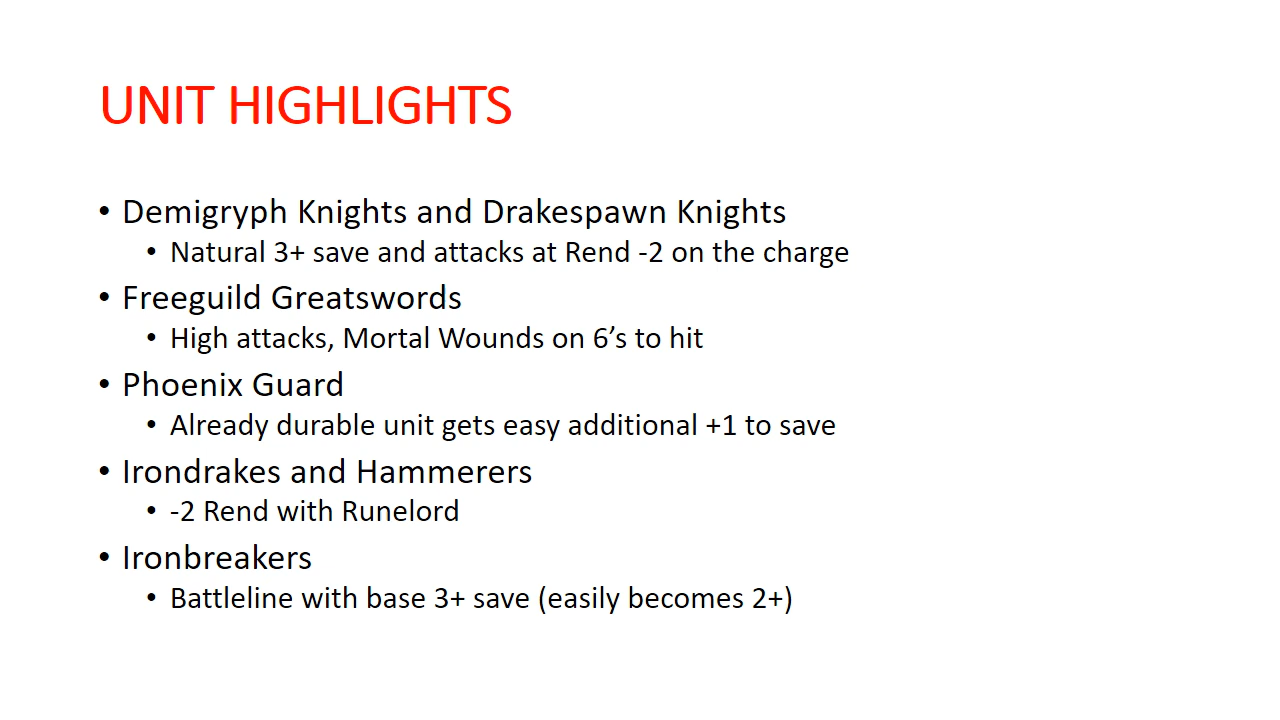 UNIT HIGHLIGHTS
• Demigryph Knights and Drakespawn Knights
• Natural 3+ save and attacks at Rend -2 on the charge
• Freeguild Greatswords
• High attacks, Mortal Wounds on 6’s to hit
• Phoenix Guard
• Already durable unit gets easy additional +1 to save
• Irondrakes and Hammerers
• -2 Rend with Runelord
• Ironbreakers
• Battleline with base 3+ save (easily becomes 2+)